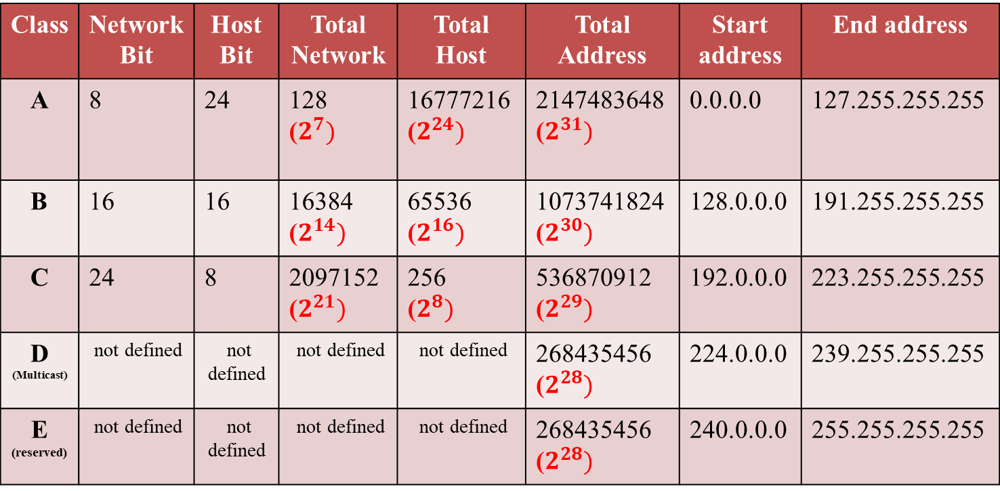 Class Network Bit Host Bit Total Network Total Host Total Address Start address End address
A 8 24 128 (2^7) 16777216 (2^24) 2147483648 (2^31) 0.0.0.0 127.255.255.255
B 16 16 16384 (2^14) 65536 (2^16) 1073741824 (2^30) 128.0.0.0 191.255.255.255
C 24 8 2097152 (2^21) 256 (2^8) 536870912 (2^29) 192.0.0.0 223.255.255.255
D (Multicast) not defined not defined not defined not defined 268435456 (2^28) 224.0.0.0 239.255.255.255
E (reserved) not defined not defined not defined not defined 268435456 (2^28) 240.0.0.0 255.255.255.255